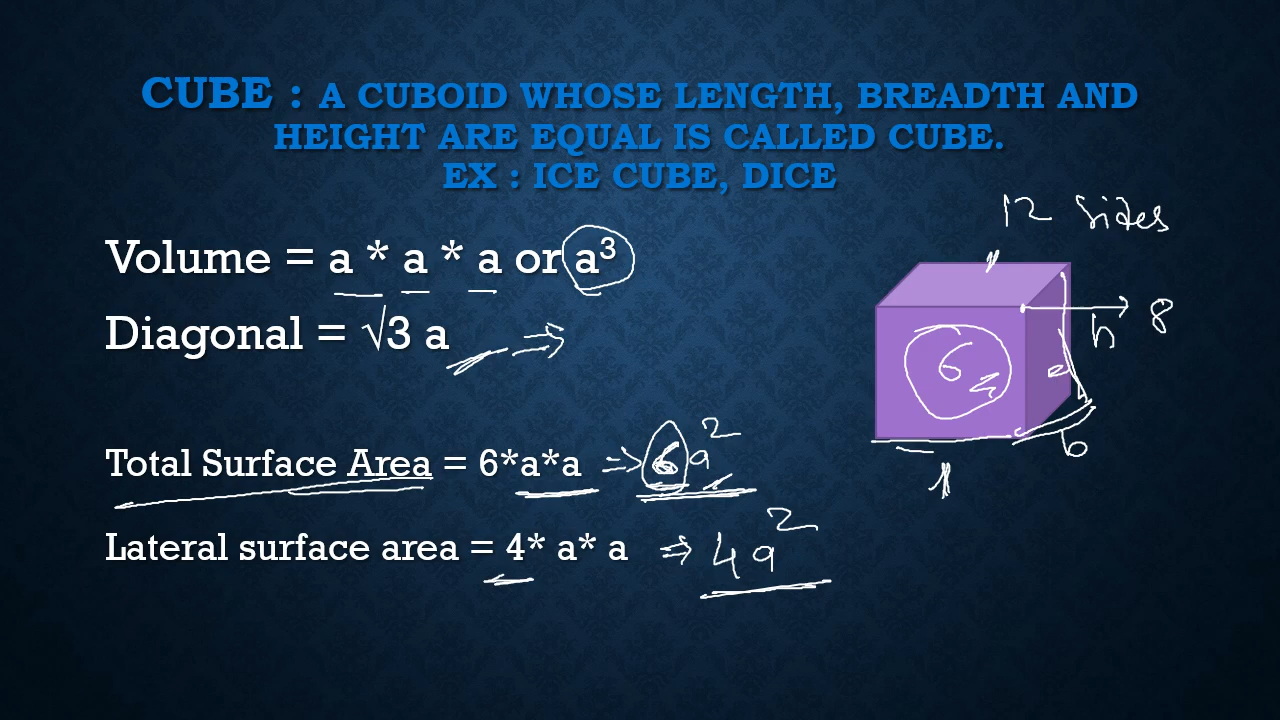 CUBE : A CUBOID WHOSE LENGTH, BREADTH AND
HEIGHT ARE EQUAL IS CALLED CUBE.
EX : ICE CUBE, DICE
12 sides
Volume = a * a * a or a³
Diagonal = √3 a
8
h
6
b
l
Total Surface Area = 6*a*a ⇒ 6a²
Lateral surface area = 4* a* a ⇒ 4a²